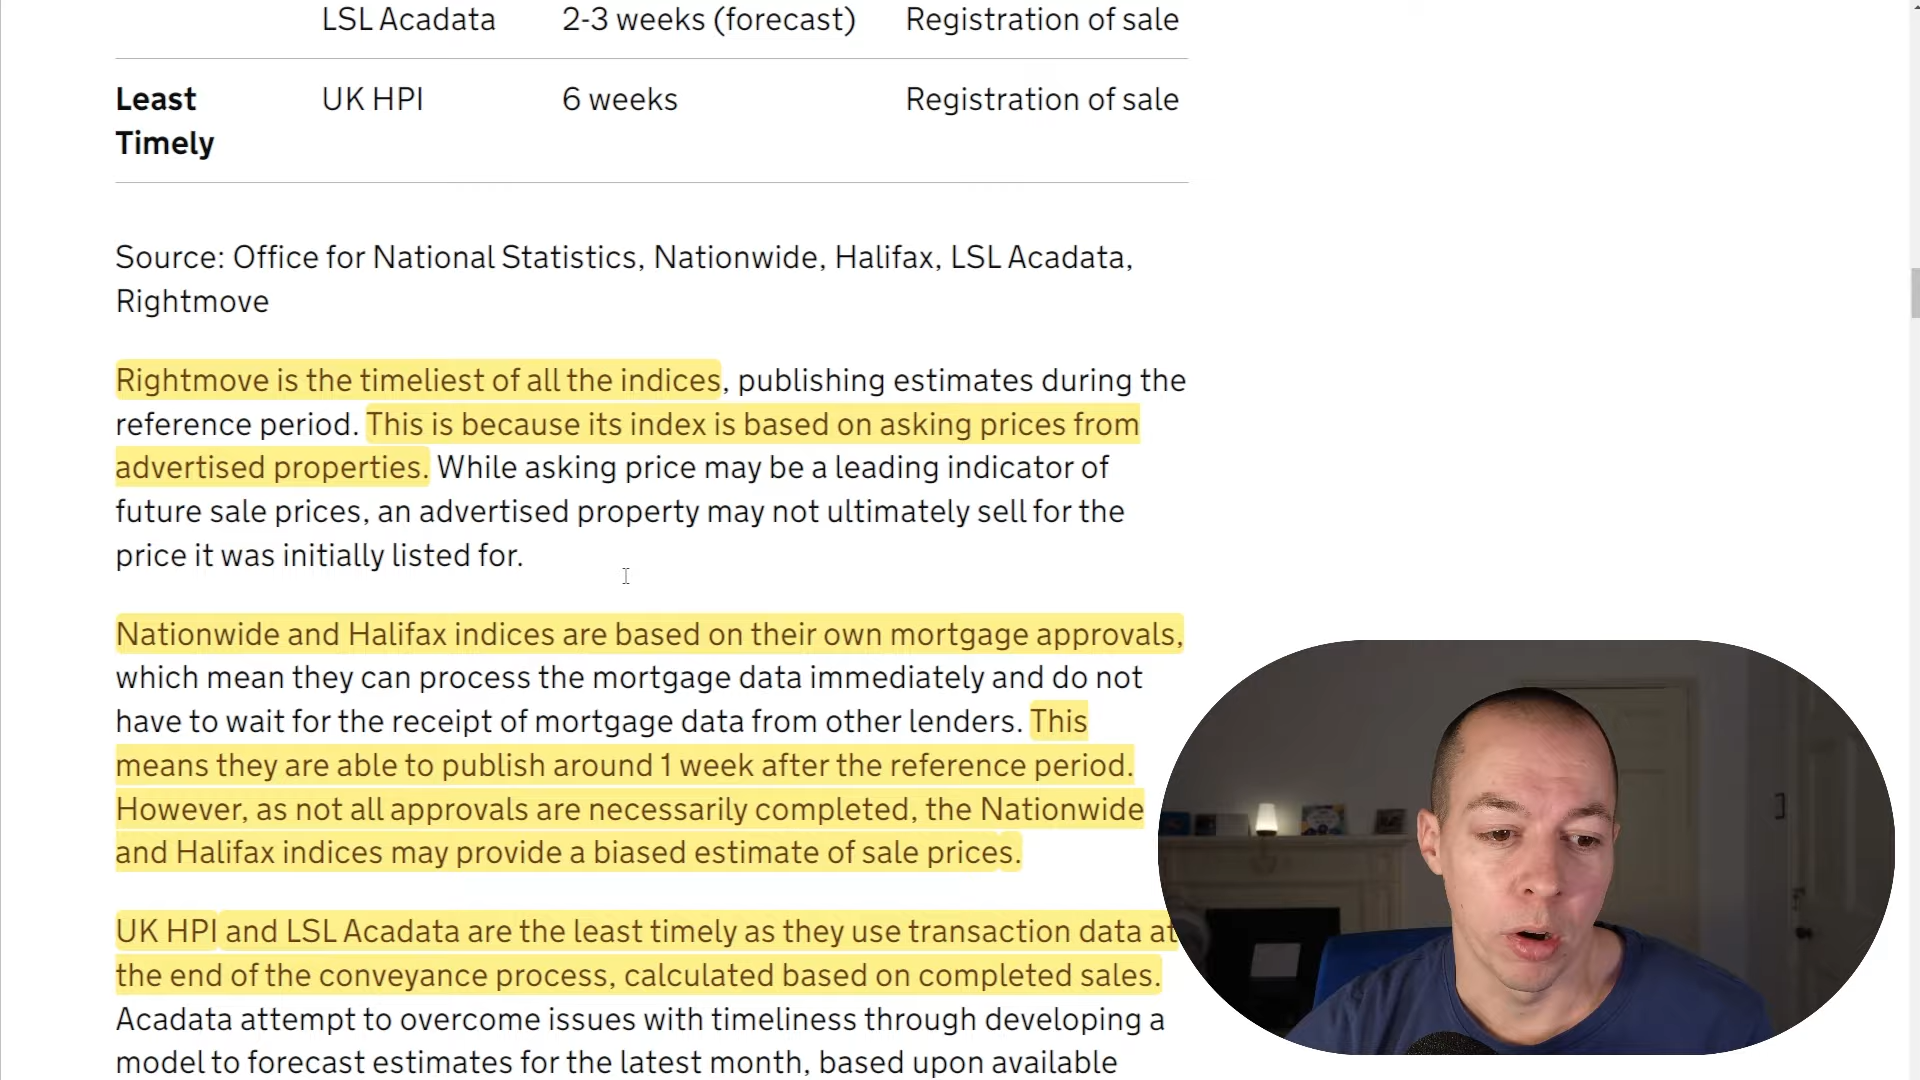 LSL Acadata 2-3 weeks (forecast) Registration of sale
Least UK HPI 6 weeks Registration of sale
Timely
Source: Office for National Statistics, Nationwide, Halifax, LSL Acadata,
Rightmove
Rightmove is the timeliest of all the indices, publishing estimates during the
reference period. This is because its index is based on asking prices from
advertised properties. While asking price may be a leading indicator of
future sale prices, an advertised property may not ultimately sell for the
price it was initially listed for.
Nationwide and Halifax indices are based on their own mortgage approvals,
which mean they can process the mortgage data immediately and do not
have to wait for the receipt of mortgage data from other lenders. This
means they are able to publish around 1 week after the reference period.
However, as not all approvals are necessarily completed, the Nationwide
and Halifax indices may provide a biased estimate of sale prices.
UK HPI and LSL Acadata are the least timely as they use transaction data at
the end of the conveyance process, calculated based on completed sales.
Acadata attempt to overcome issues with timeliness through developing a
model to forecast estimates for the latest month, based upon available